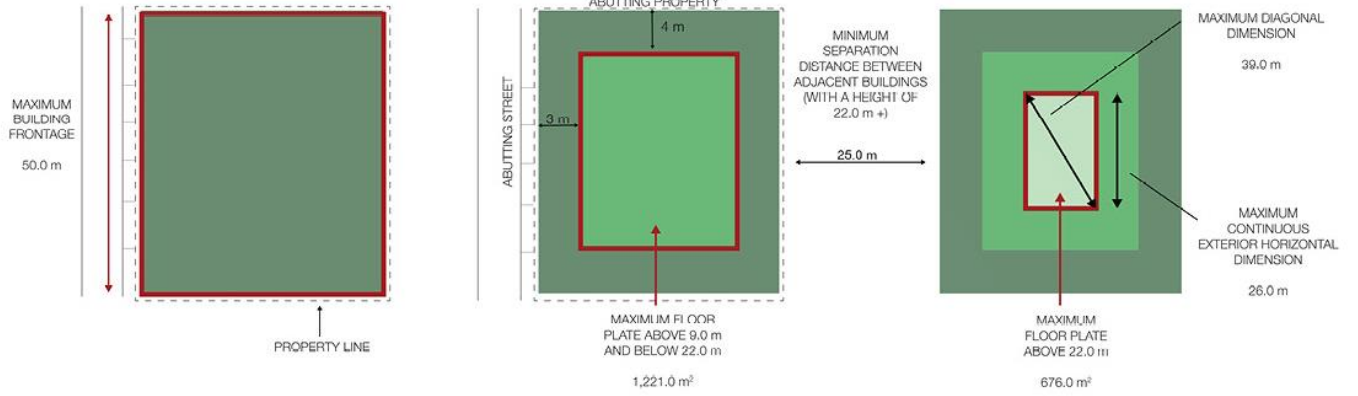 MAXIMUM
BUILDING
FRONTAGE
50.0 m
PROPERTY LINE
ABUTTING STREET
ABUTTING PROPERTY
4 m
3 m
MAXIMUM FLOOR
PLATE ABOVE 9.0 m
AND BELOW 22.0 m
1,221.0 m²
MINIMUM
SEPARATION
DISTANCE BETWEEN
ADJACENT BUILDINGS
(WITH A HEIGHT OF
22.0 m +)
25.0 m
MAXIMUM DIAGONAL
DIMENSION
39.0 m
MAXIMUM
CONTINUOUS
EXTERIOR HORIZONTAL
DIMENSION
26.0 m
MAXIMUM
FLOOR PLATE
ABOVE 22.0 m
676.0 m²